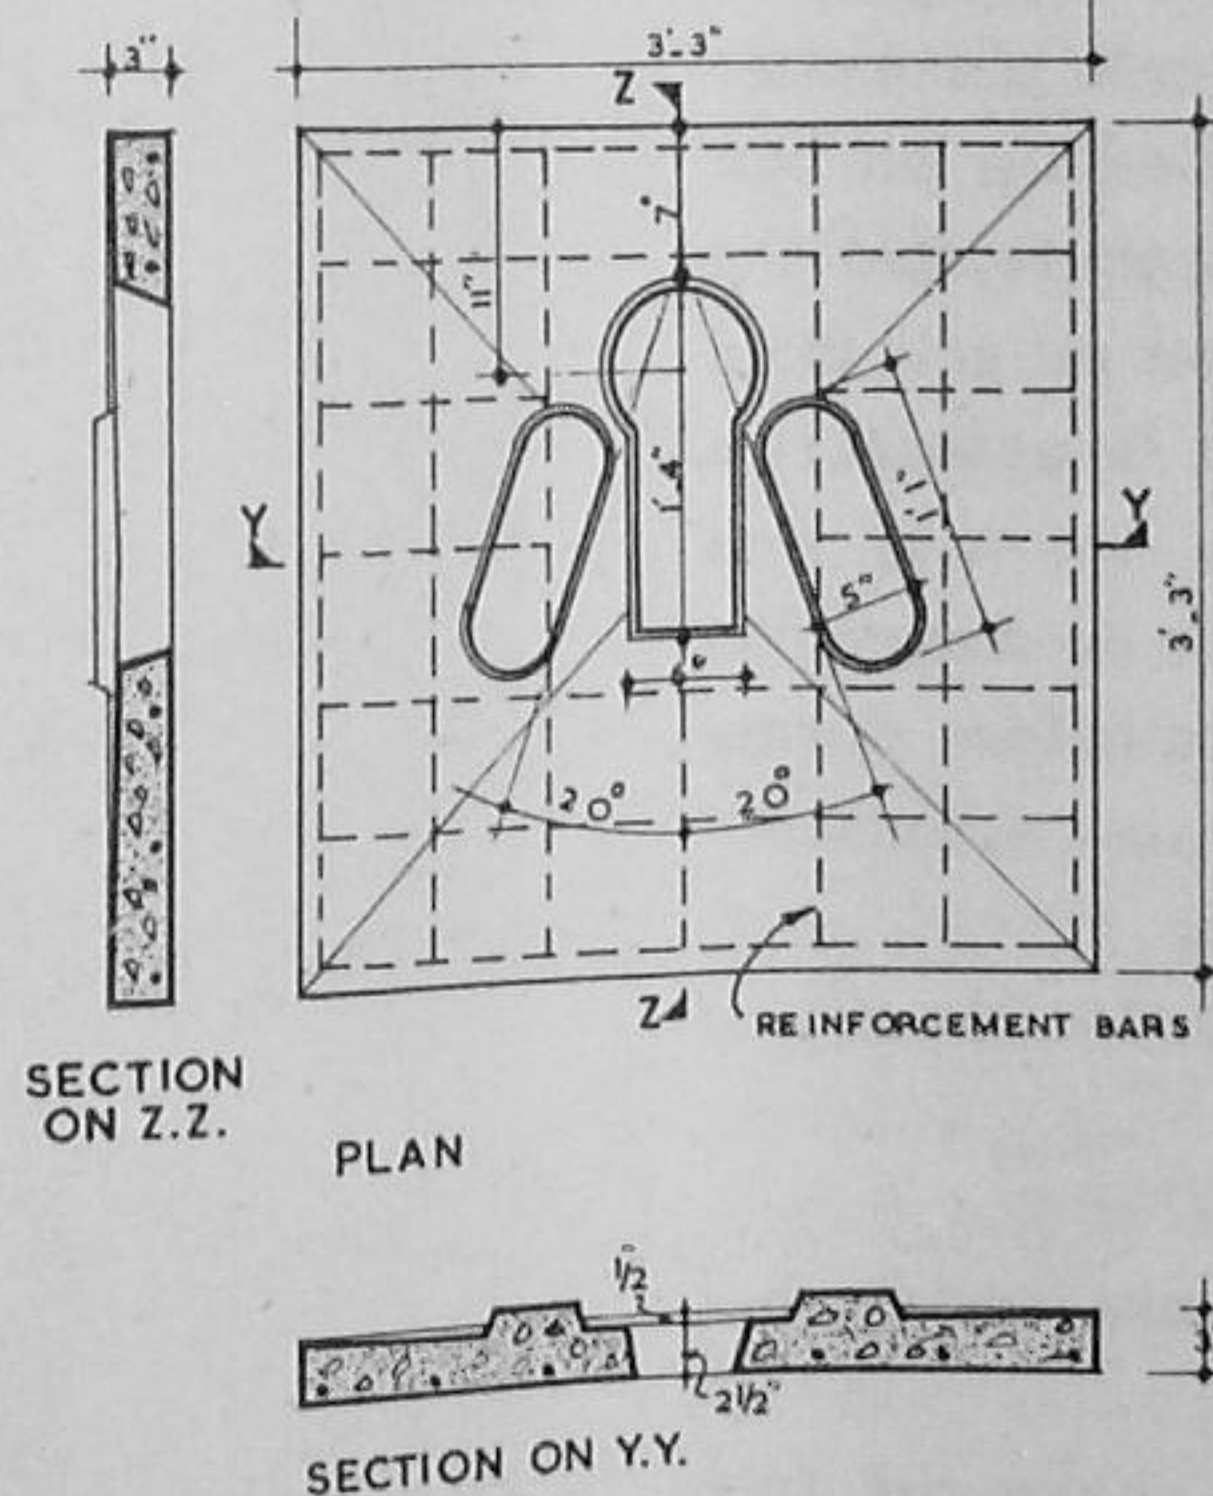 3"
3'-3"
Z
7"
11"
1'-4"
1'-1"
Y
Y
5"
3'-3"
6"
20°
20°
Z
REINFORCEMENT BARS
SECTION
ON Z.Z.
PLAN
1/2"
2 1/2"
SECTION ON Y.Y.